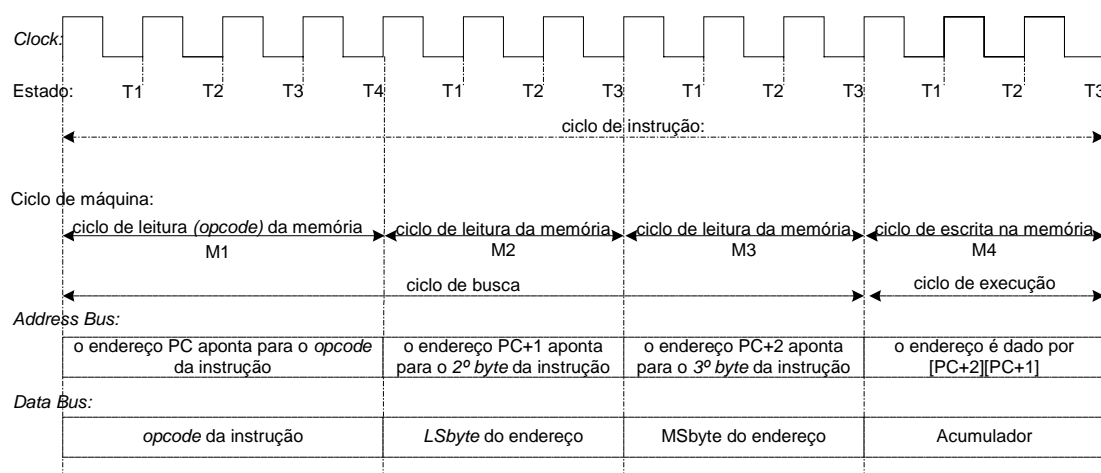 Clock:
Estado: T1 T2 T3 T4 T1 T2 T3 T1 T2 T3 T1 T2 T3
ciclo de instrução:
Ciclo de máquina:
ciclo de leitura (opcode) da memória
M1
ciclo de leitura da memória
M2
ciclo de leitura da memória
M3
ciclo de escrita na memória
M4
ciclo de busca
ciclo de execução
Address Bus:
o endereço PC aponta para o opcode
da instrução
o endereço PC+1 aponta
para o 2º byte da instrução
o endereço PC+2 aponta
para o 3º byte da instrução
o endereço é dado por
[PC+2][PC+1]
Data Bus:
opcode da instrução
LSbyte do endereço
MSbyte do endereço
Acumulador